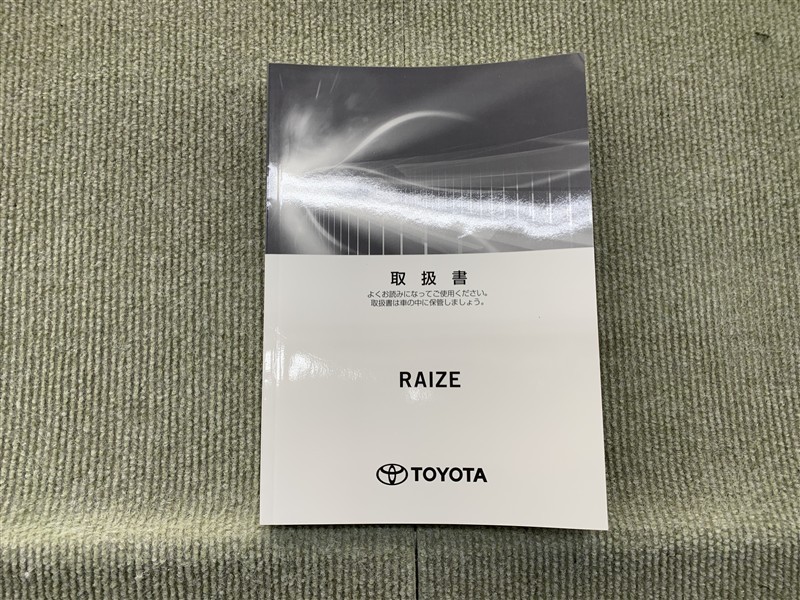 取扱書
よくお読みになってご使用ください。
取扱書は車の中に保管しましょう。
RAIZE
TOYOTA